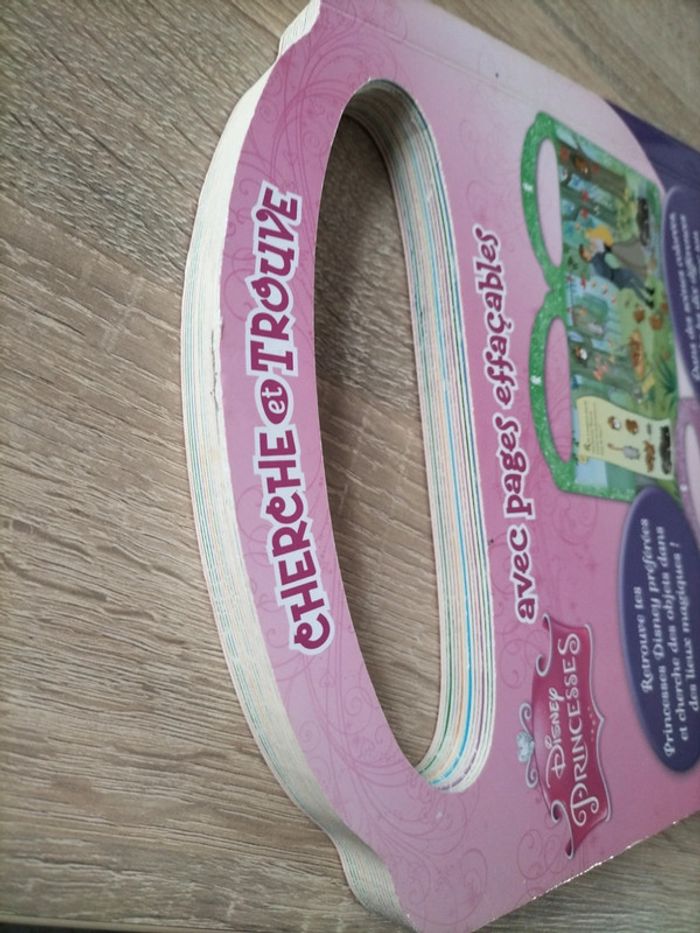 CHERCHE et TROUVE
avec pages effaçables
Disney
PRINCESSES
Retrouve tes
Princesses Disney préférées
et cherche des objets dans
des lieux magiques !